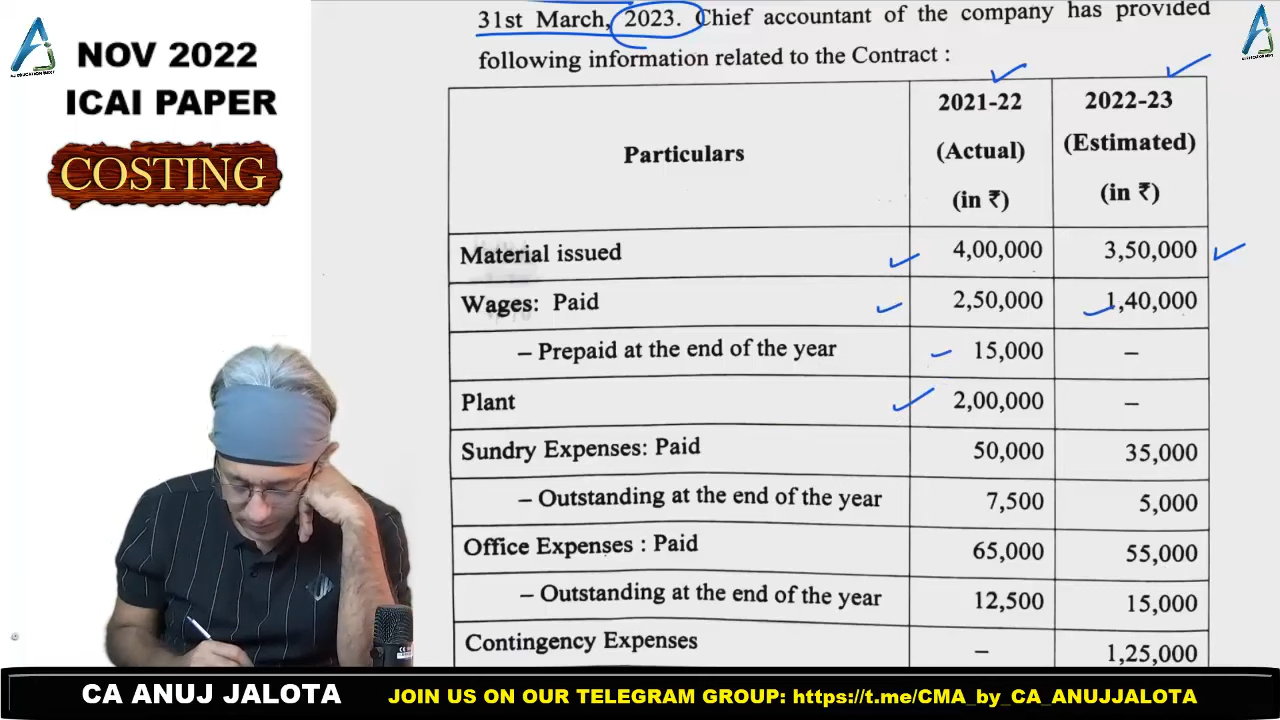 NOV 2022
ICAI PAPER
COSTING
31st March, 2023. Chief accountant of the company has provided
following information related to the Contract :
Particulars
2021-22
(Actual)
(in ₹)
2022-23
(Estimated)
(in ₹)
Material issued 4,00,000 3,50,000
Wages: Paid 2,50,000 1,40,000
– Prepaid at the end of the year 15,000 –
Plant 2,00,000 –
Sundry Expenses: Paid 50,000 35,000
– Outstanding at the end of the year 7,500 5,000
Office Expenses : Paid 65,000 55,000
– Outstanding at the end of the year 12,500 15,000
Contingency Expenses – 1,25,000
CA ANUJ JALOTA JOIN US ON OUR TELEGRAM GROUP: https://t.me/CMA_by_CA_ANUJJALOTA